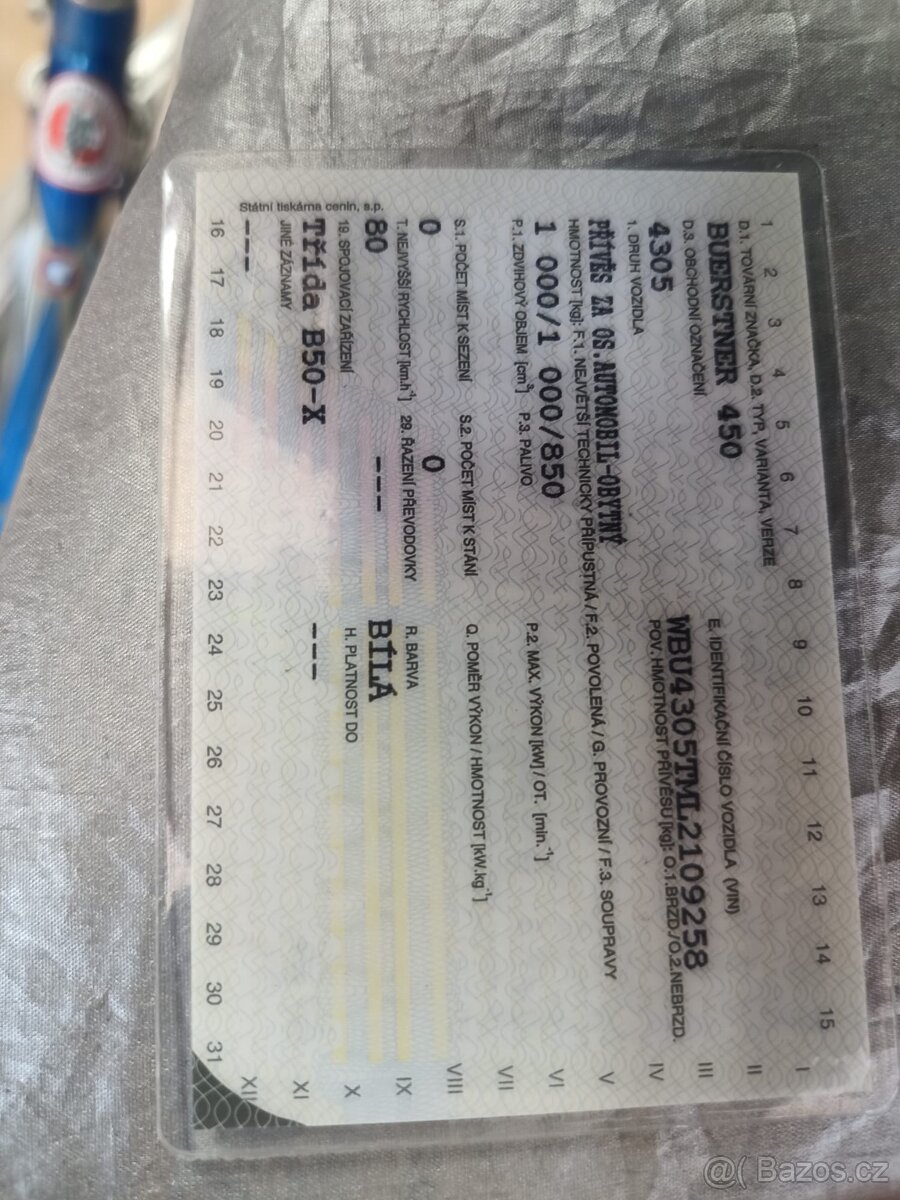 1 2 3 4 5 6 7 8 9 10 11 12 13 14 15
D.1. TOVÁRNÍ ZNAČKA, D.2. TYP, VARIANTA, VERZE
BUERSTNER 450
E. IDENTIFIKAČNÍ ČÍSLO VOZIDLA (VIN)
WBU4305TML2109258
D.3. OBCHODNÍ OZNAČENÍ
4305
POV. HMOTNOST PŘÍVĚSU [kg]: O.1.BRZD./O.2.NEBRZD.
1. DRUH VOZIDLA
PŘÍVĚS ZA OS.AUTOMOBIL-OBYTNÝ
HMOTNOST [kg]: F.1. NEJVĚTŠÍ TECHNICKY PŘÍPUSTNÁ / F.2. POVOLENÁ / G. PROVOZNÍ / F.3. SOUPRAVY
1 000/1 000/850
P.1. ZDVIHOVÝ OBJEM [cm³] P.3. PALIVO P.2. MAX. VÝKON [kW] / OT. [min.⁻¹]
S.1. POČET MÍST K SEZENÍ S.2. POČET MÍST K STÁNÍ Q. POMĚR VÝKON / HMOTNOST [kW.kg⁻¹]
0 0
T. NEJVYŠŠÍ RYCHLOST [km.h⁻¹] 29. ŘAZENÍ PŘEVODOVKY R. BARVA
80 --- BÍLÁ
19. SPOJOVACÍ ZAŘÍZENÍ H. PLATNOST DO
Třída B50-X ---
JINÉ ZÁZNAMY
---
Státní tiskárna cenin, s.p.
16 17 18 19 20 21 22 23 24 25 26 27 28 29 30 31
I
II
III
IV
V
VI
VII
VIII
IX
X
XI
XII
@( Bazos.cz